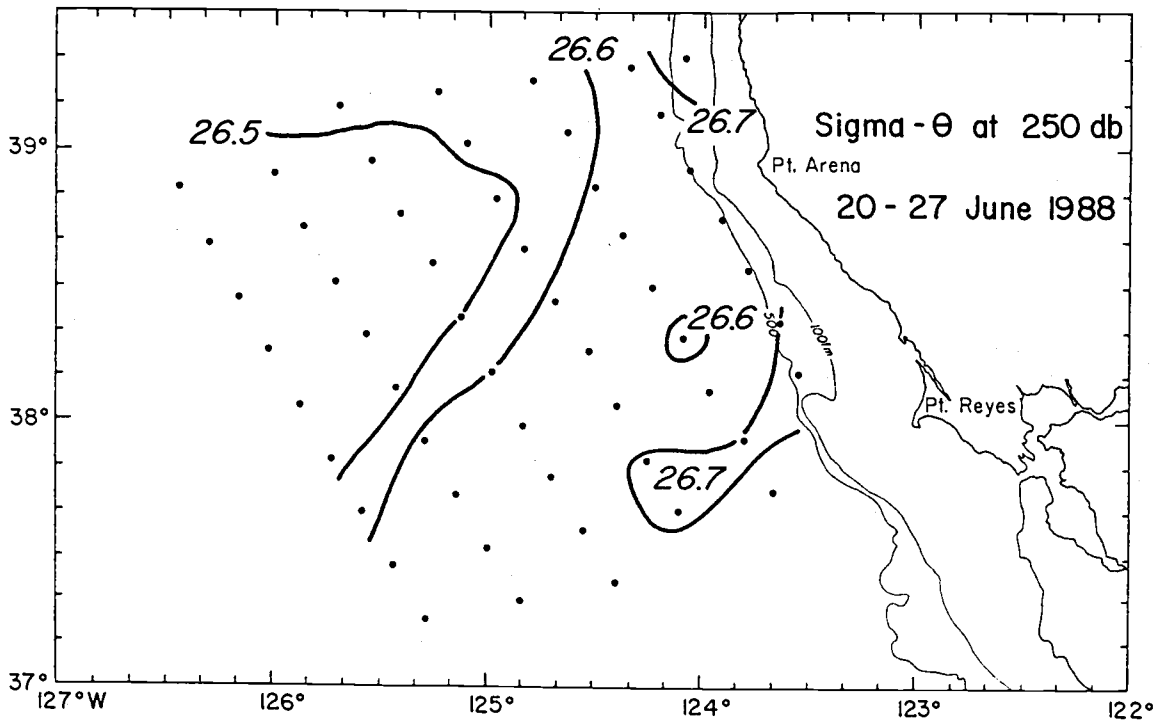 26.6
26.5
26.7
39°
Sigma-θ at 250 db
Pt. Arena
20-27 June 1988
26.6
500
100fm
38°
Pt. Reyes
26.7
37°
127°W
126°
125°
124°
123°
122°